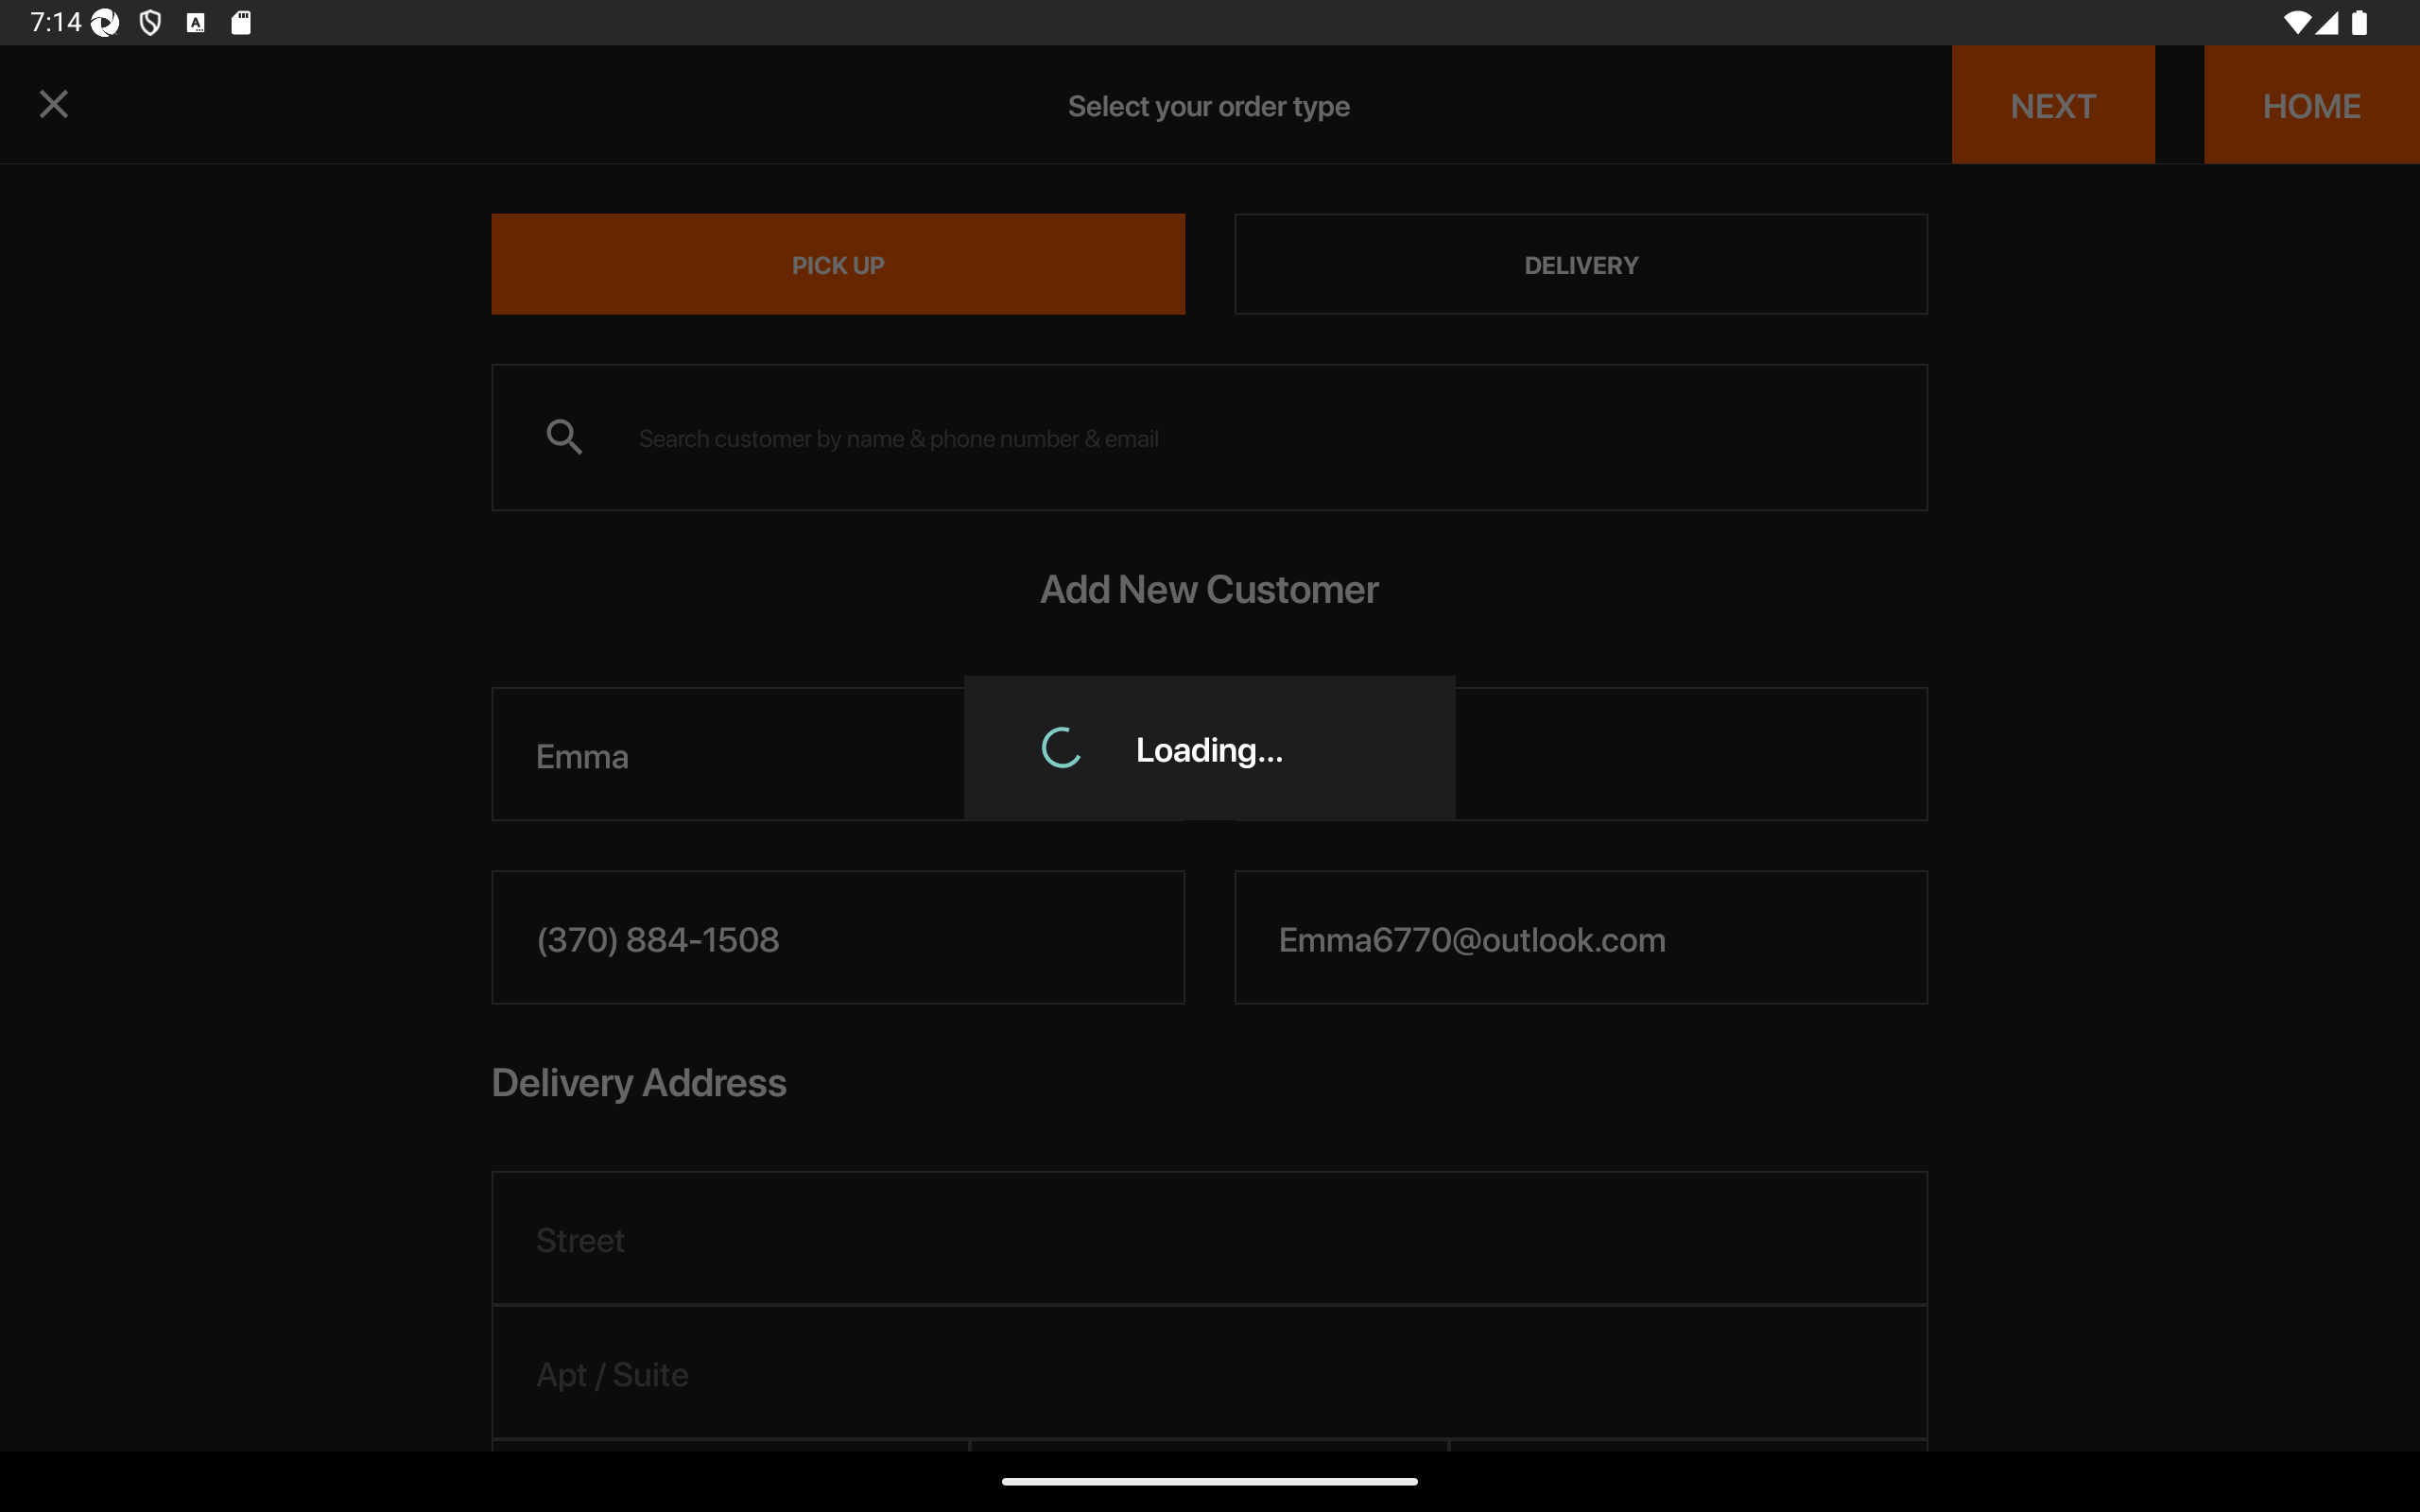 7:14
Select your order type
NEXT
HOME
PICK UP
DELIVERY
Search customer by name & phone number & email
Add New Customer
Emma
Loading...
(370) 884-1508
Emma6770@outlook.com
Delivery Address
Street
Apt / Suite